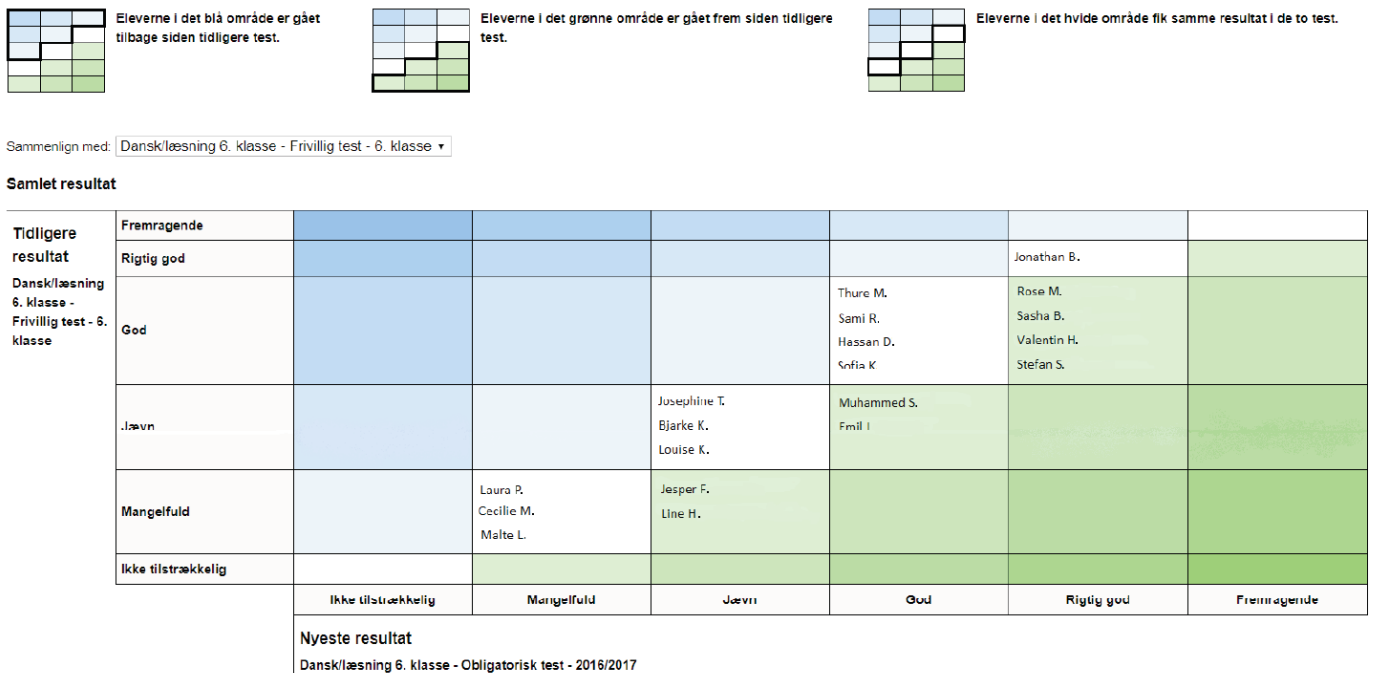 Eleverne i det blå område er gået
tilbage siden tidligere test.
Eleverne i det grønne område er gået frem siden tidligere
test.
Eleverne i det hvide område fik samme resultat i de to test.
Sammenlign med: Dansk/læsning 6. klasse - Frivillig test - 6. klasse
Samlet resultat
Tidligere
resultat
Dansk/læsning
6. klasse -
Frivillig test - 6.
klasse
Fremragende
Rigtig god
Jonathan B.
God
Thure M.
Sami R.
Hassan D.
Sofia K
Rose M.
Sasha B.
Valentin H.
Stefan S.
Jævn
Josephine T.
Bjarke K.
Louise K.
Muhammed S.
Emil
Mangelfuld
Laura P.
Cecilie M.
Malte L.
Jesper F.
Line H.
Ikke tilstrækkelig
Ikke tilstrækkelig Mangelfuld Jævn God Rigtig god Fremragende
Nyeste resultat
Dansk/læsning 6. klasse - Obligatorisk test - 2016/2017